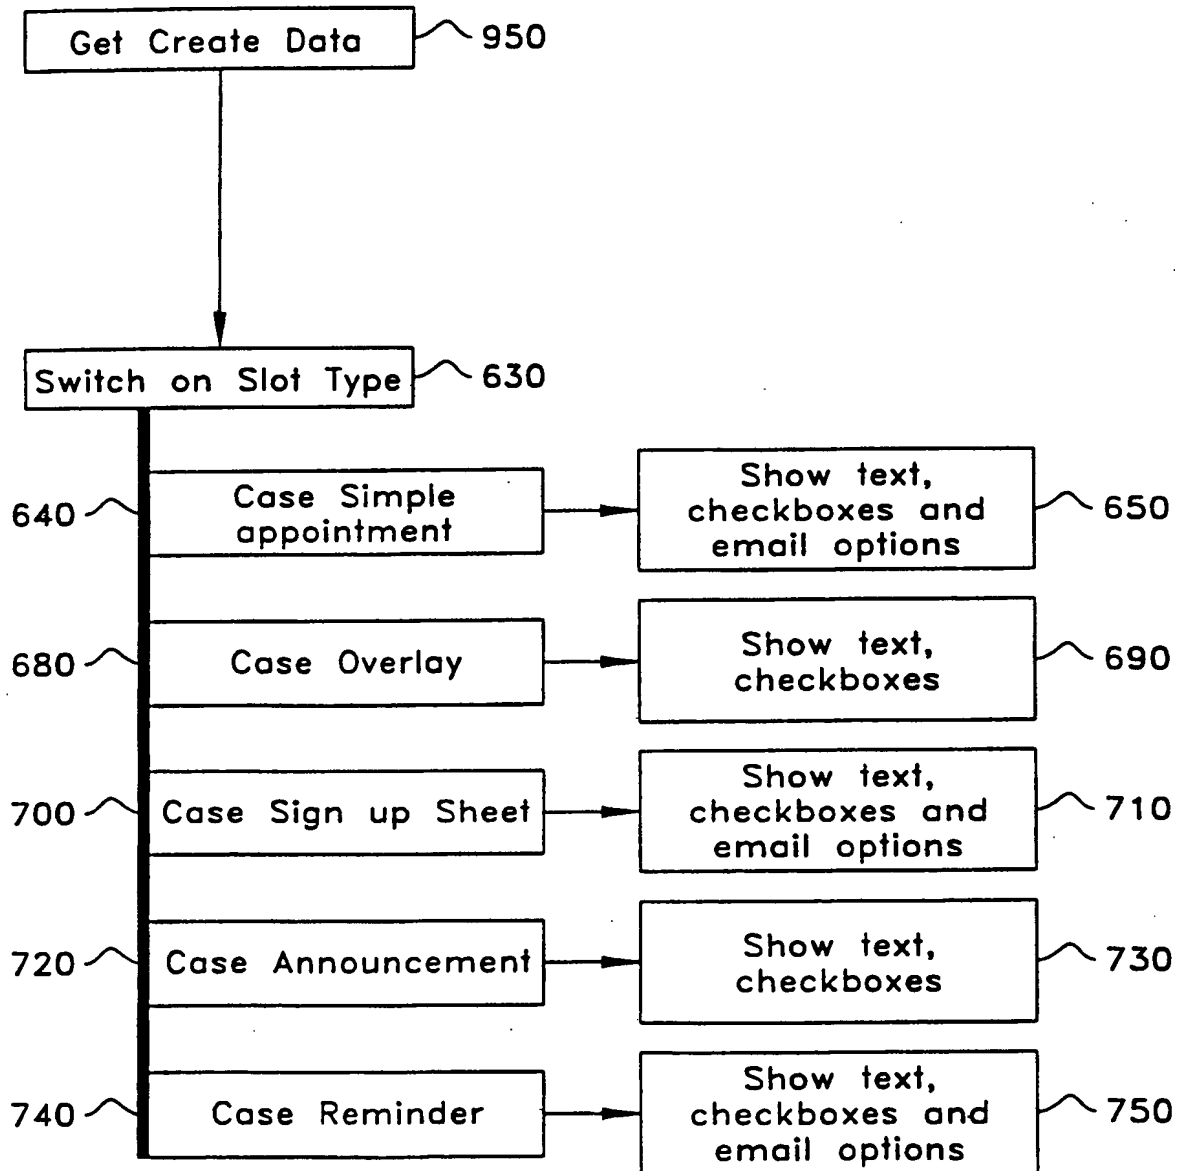 Get Create Data
950
Switch on Slot Type
630
640
Case Simple
appointment
Show text,
checkboxes and
email options
650
680
Case Overlay
Show text,
checkboxes
690
700
Case Sign up Sheet
Show text,
checkboxes and
email options
710
720
Case Announcement
Show text,
checkboxes
730
740
Case Reminder
Show text,
checkboxes and
email options
750